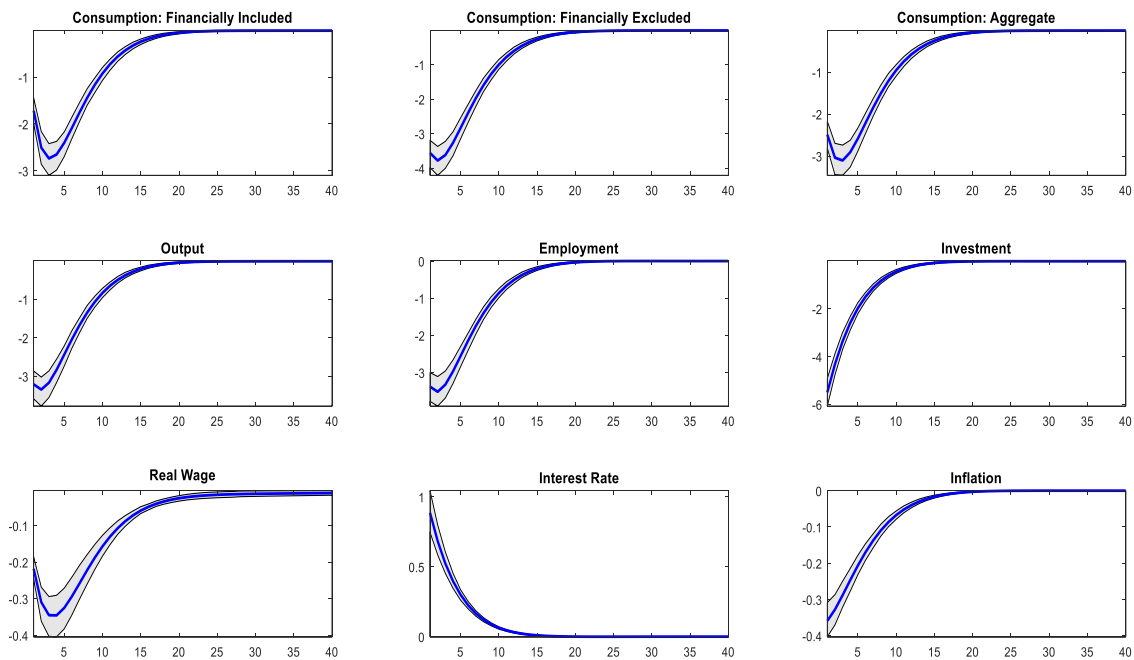 Consumption: Financially Included
Consumption: Financially Excluded
Consumption: Aggregate
-1
-2
-3
5 10 15 20 25 30 35 40
-1
-2
-3
-4
5 10 15 20 25 30 35 40
-1
-2
-3
5 10 15 20 25 30 35 40
Output
Employment
Investment
-1
-2
-3
5 10 15 20 25 30 35 40
0
-1
-2
-3
5 10 15 20 25 30 35 40
-2
-4
-6
5 10 15 20 25 30 35 40
Real Wage
Interest Rate
Inflation
-0.1
-0.2
-0.3
-0.4
5 10 15 20 25 30 35 40
1
0.5
0
5 10 15 20 25 30 35 40
0
-0.1
-0.2
-0.3
-0.4
5 10 15 20 25 30 35 40